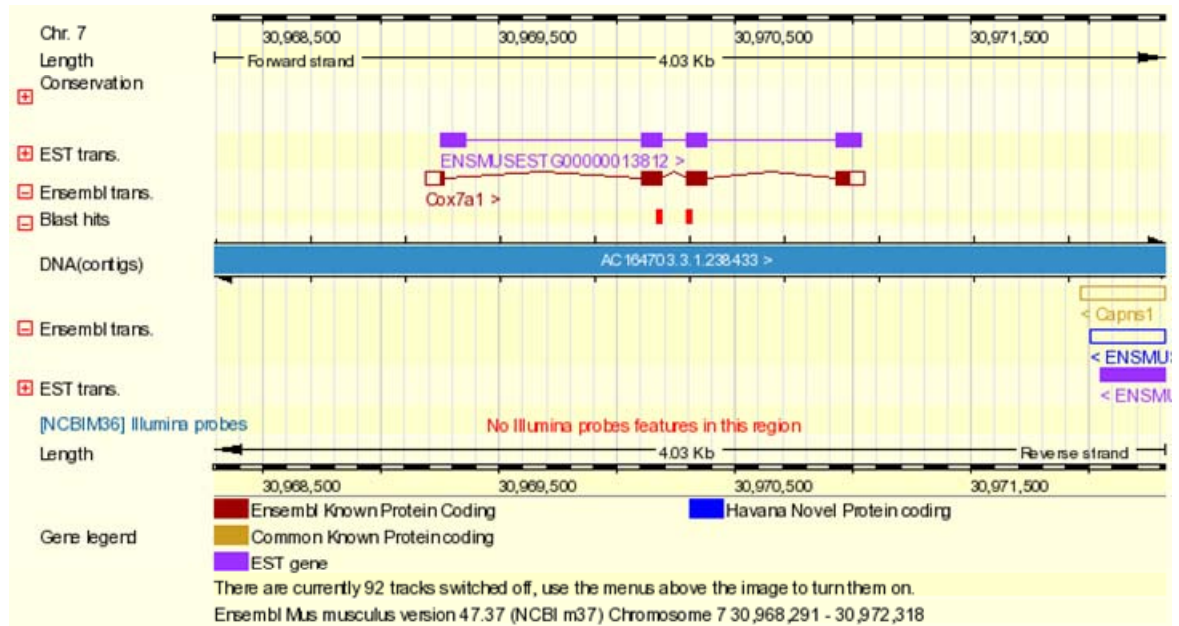 Chr. 7
30,968,500 30,969,500 30,970,500 30,971,500
Length Forward strand 4.03 Kb
Conservation
EST trans.
ENSMUSESTG00000013812 >
Ensembl trans.
Cox7a1 >
Blast hits
DNA(contigs) AC164703.3.1.238433 >
< Capns1
Ensembl trans.
< ENSMU
EST trans.
< ENSMU
[NCBIM36] Illumina probes No Illumina probes features in this region
Length 4.03 Kb Reverse strand
30,968,500 30,969,500 30,970,500 30,971,500
Ensembl Known Protein Coding Havana Novel Protein coding
Gene legend Common Known Protein coding
EST gene
There are currently 92 tracks switched off, use the menus above the image to turn them on.
Ensembl Mus musculus version 47.37 (NCBI m37) Chromosome 7 30,968,291 - 30,972,318